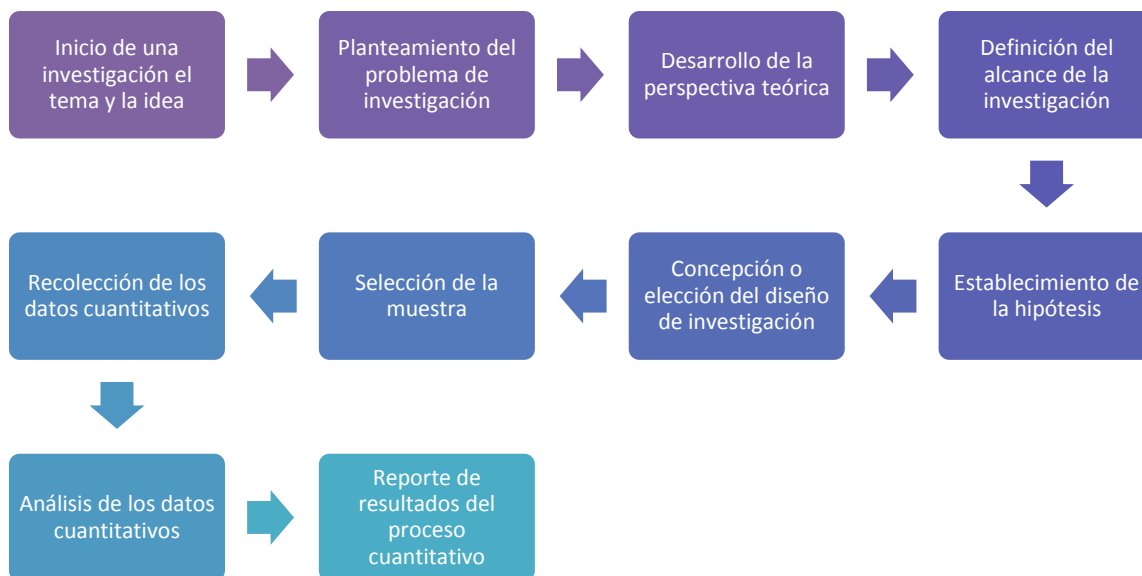 Inicio de una
investigación el
tema y la idea
Planteamiento del
problema de
investigación
Desarrollo de la
perspectiva teórica
Definición del
alcance de la
investigación
Establecimiento de
la hipótesis
Concepción o
elección del diseño
de investigación
Selección de la
muestra
Recolección de los
datos cuantitativos
Análisis de los datos
cuantitativos
Reporte de
resultados del
proceso
cuantitativo